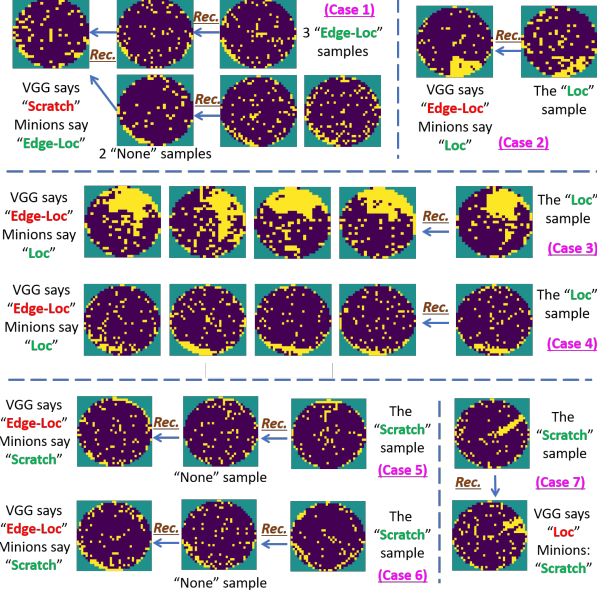 (Case 1)
Rec.
Rec.
Rec.
3 “Edge-Loc”
samples
VGG says
“Scratch”
Minions say
“Edge-Loc”
2 “None” samples
Rec.
VGG says
“Edge-Loc”
Minions say
“Loc”
The “Loc”
sample
(Case 2)
VGG says
“Edge-Loc”
Minions say
“Loc”
Rec.
The “Loc”
sample
(Case 3)
VGG says
“Edge-Loc”
Minions say
“Loc”
Rec.
The “Loc”
sample
(Case 4)
VGG says
“Edge-Loc”
Minions say
“Scratch”
Rec.
Rec.
“None” sample
The
“Scratch”
sample
(Case 5)
VGG says
“Edge-Loc”
Minions say
“Scratch”
Rec.
Rec.
“None” sample
The
“Scratch”
sample
(Case 6)
The
“Scratch”
sample
(Case 7)
Rec.
VGG says
“Loc”
Minions:
“Scratch”